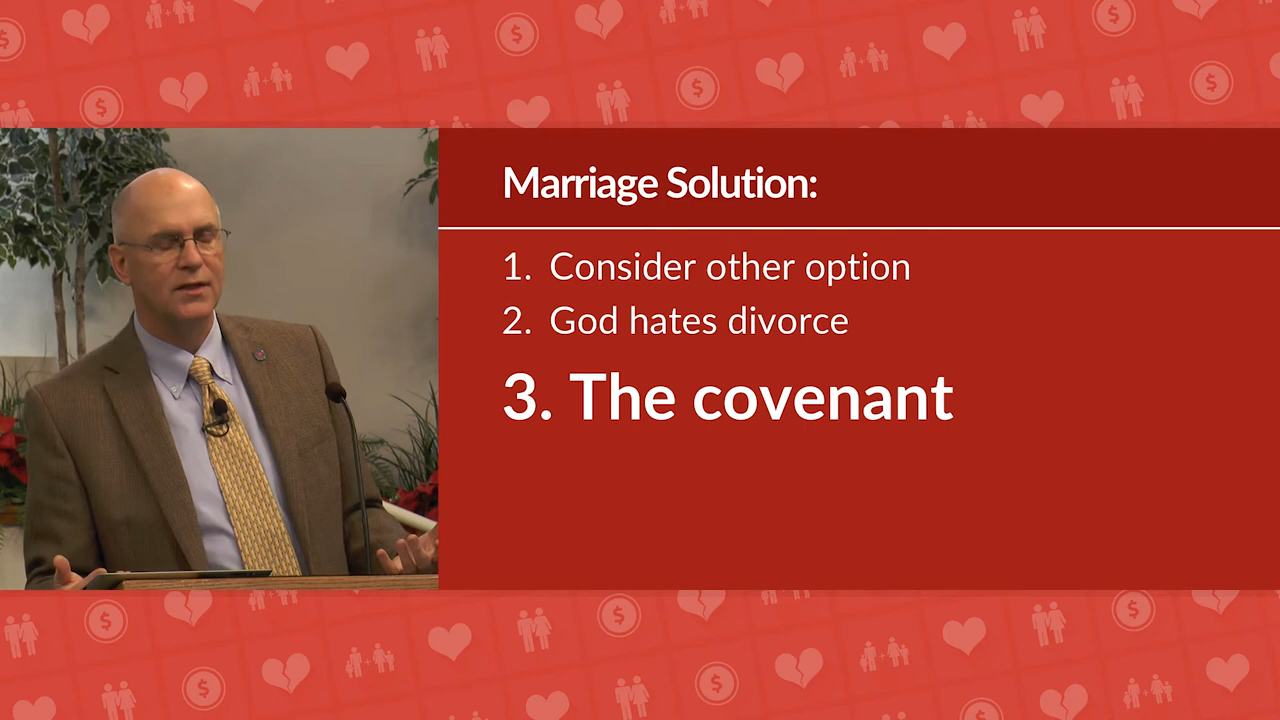 Marriage Solution:
1. Consider other option
2. God hates divorce
3. The covenant